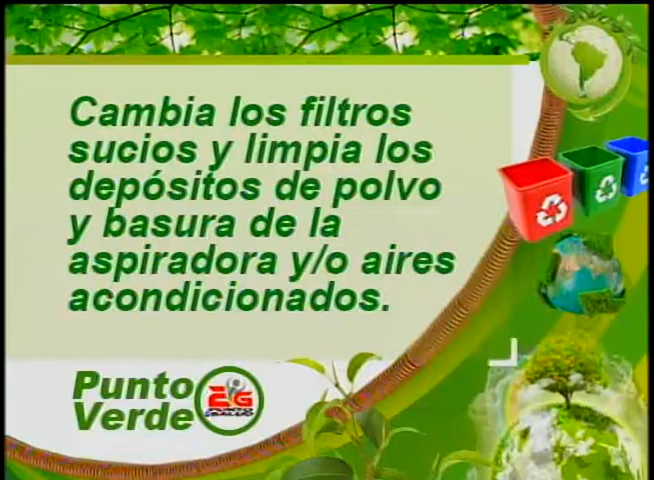 Cambia los filtros
sucios y limpia los
depósitos de polvo
y basura de la
aspiradora y/o aires
acondicionados.
Punto
Verde